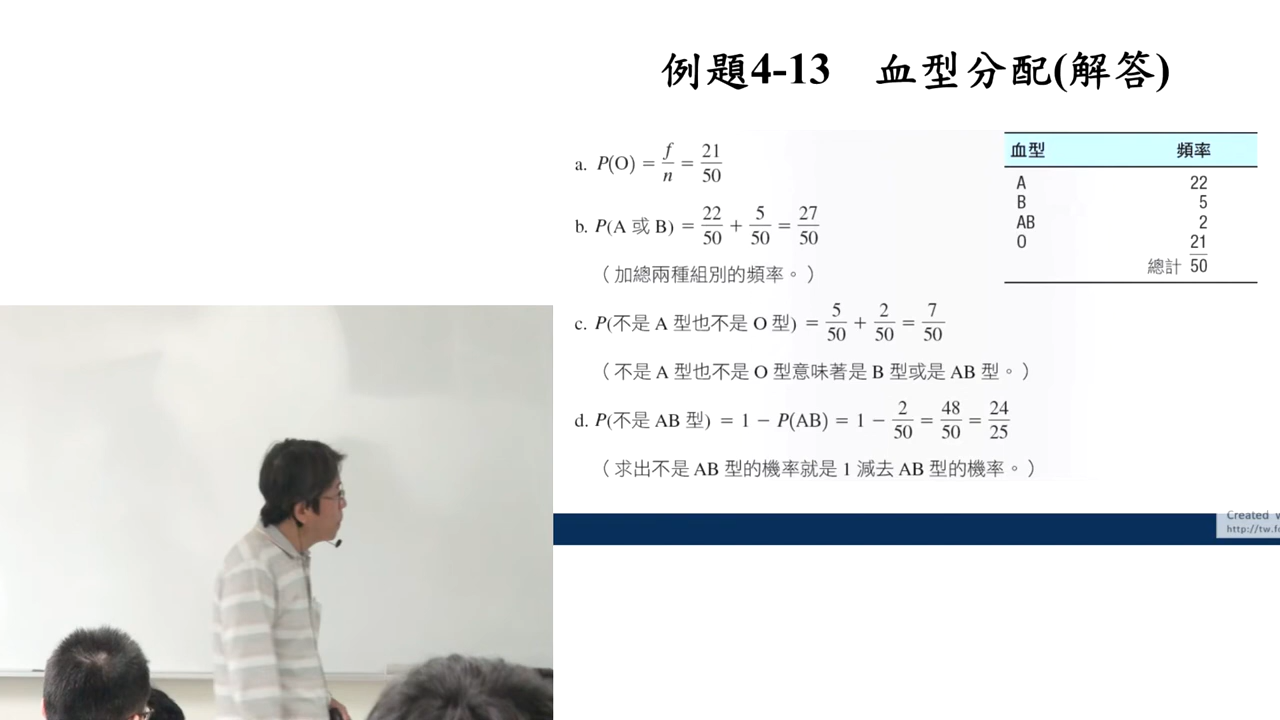 例題4-13 血型分配(解答)
a. P(O) = f/n = 21/50
b. P(A 或 B) = 22/50 + 5/50 = 27/50
（加總兩種組別的頻率。）
c. P(不是 A 型也不是 O 型) = 5/50 + 2/50 = 7/50
（不是 A 型也不是 O 型意味著是 B 型或是 AB 型。）
d. P(不是 AB 型) = 1 − P(AB) = 1 − 2/50 = 48/50 = 24/25
（求出不是 AB 型的機率就是 1 減去 AB 型的機率。）
血型 頻率
A 22
B 5
AB 2
O 21
總計 50
Created
http://tw.f